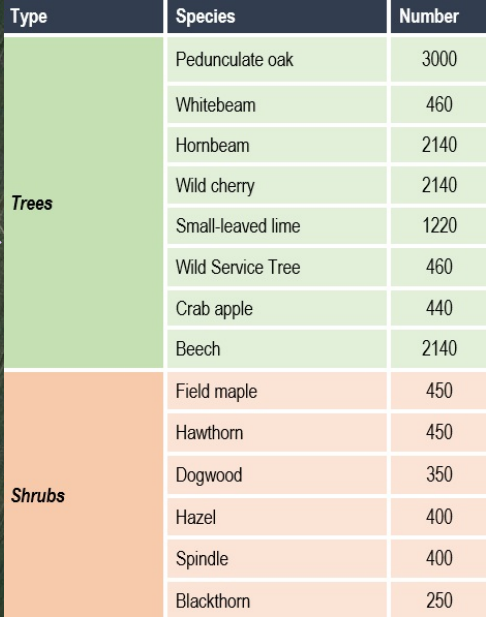 Type Species Number
Pedunculate oak 3000
Whitebeam 460
Hornbeam 2140
Wild cherry 2140
Trees
Small-leaved lime 1220
Wild Service Tree 460
Crab apple 440
Beech 2140
Field maple 450
Hawthorn 450
Dogwood 350
Shrubs
Hazel 400
Spindle 400
Blackthorn 250